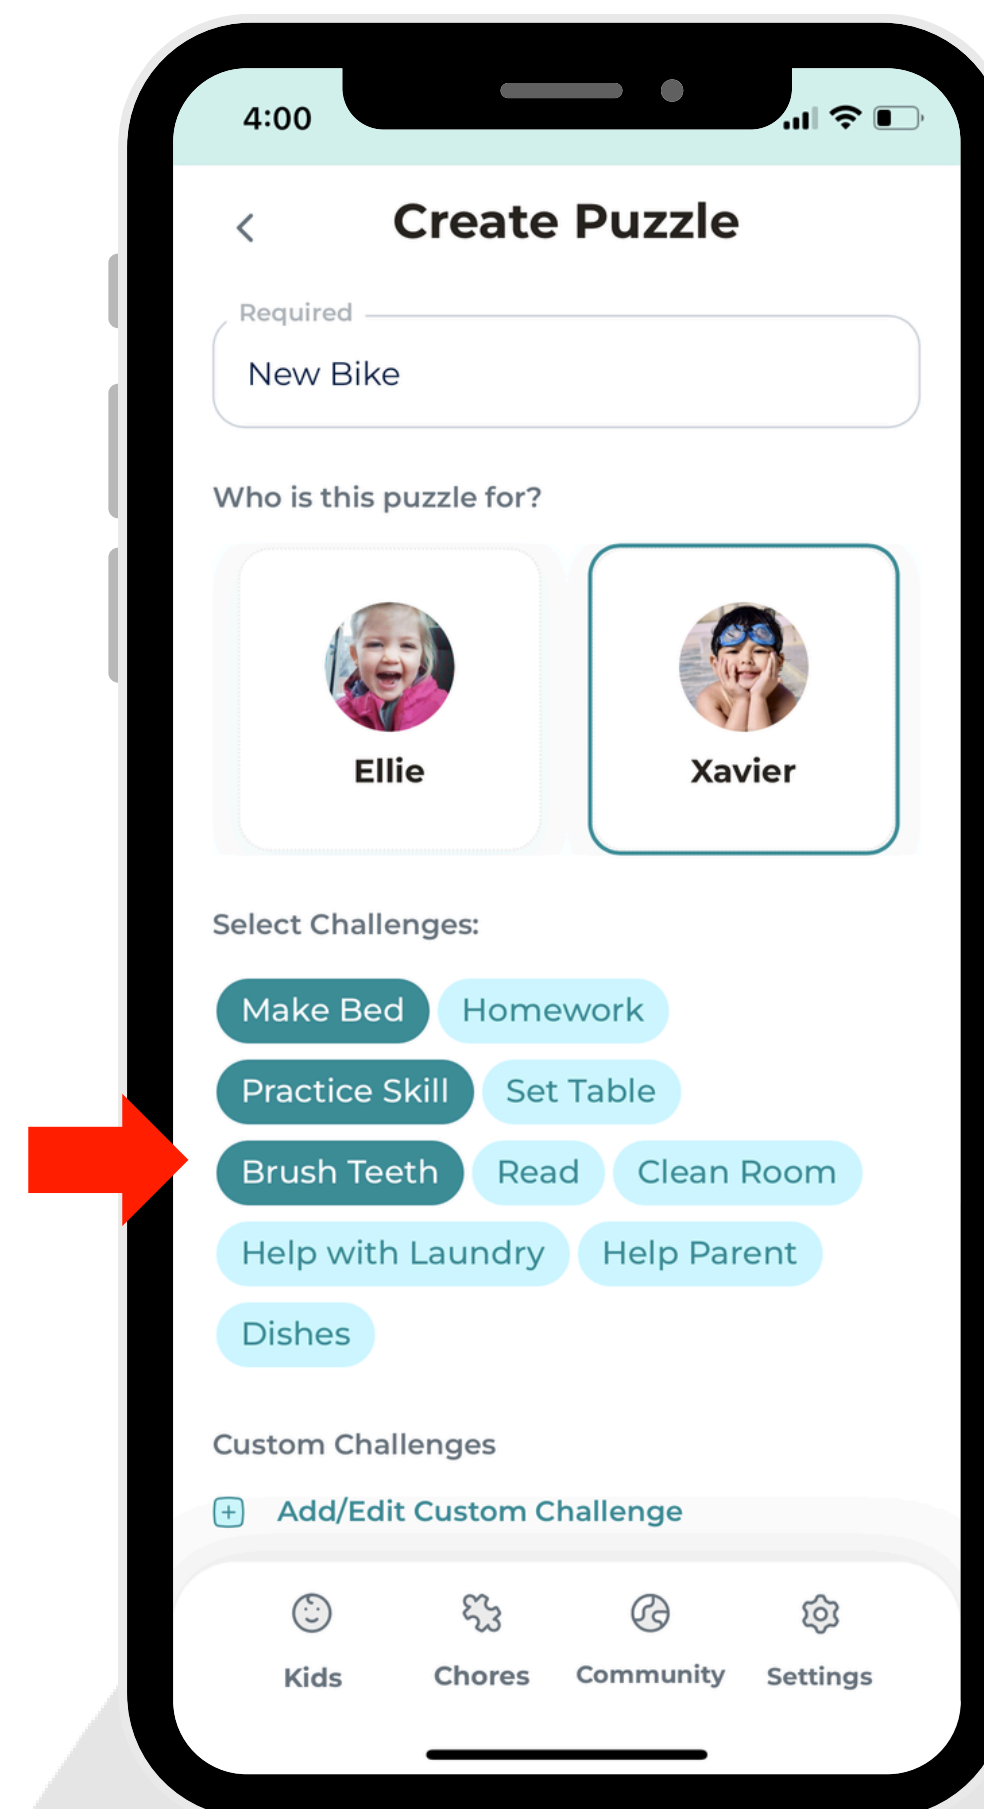 4:00
Create Puzzle
Required
New Bike
Who is this puzzle for?
Ellie Xavier
Select Challenges:
Make Bed Homework
Practice Skill Set Table
Brush Teeth Read Clean Room
Help with Laundry Help Parent
Dishes
Custom Challenges
Add/Edit Custom Challenge
Kids Chores Community Settings